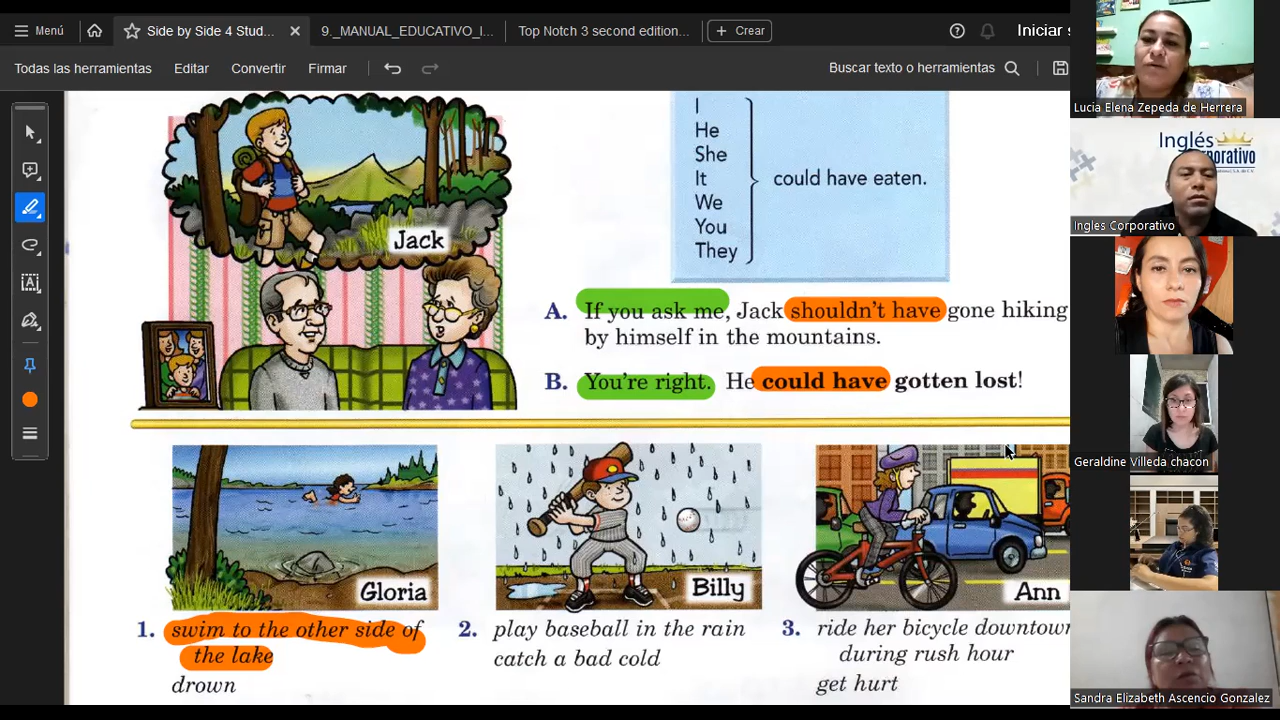 Menú
Side by Side 4 Stud...
9._MANUAL_EDUCATIVO_I...
Top Notch 3 second edition...
Crear
Iniciar s
Todas las herramientas
Editar
Convertir
Firmar
Buscar texto o herramientas
Jack
I
He
She
It
We
You
They
could have eaten.
A. If you ask me, Jack shouldn't have gone hiking
by himself in the mountains.
B. You're right. He could have gotten lost!
Gloria
Billy
Ann
1. swim to the other side of
the lake
drown
2. play baseball in the rain
catch a bad cold
3. ride her bicycle downtown
during rush hour
get hurt
Lucia Elena Zepeda de Herrera
Inglés
Ingles Corporativo
Geraldine Villeda chacon
Sandra Elizabeth Ascencio Gonzalez